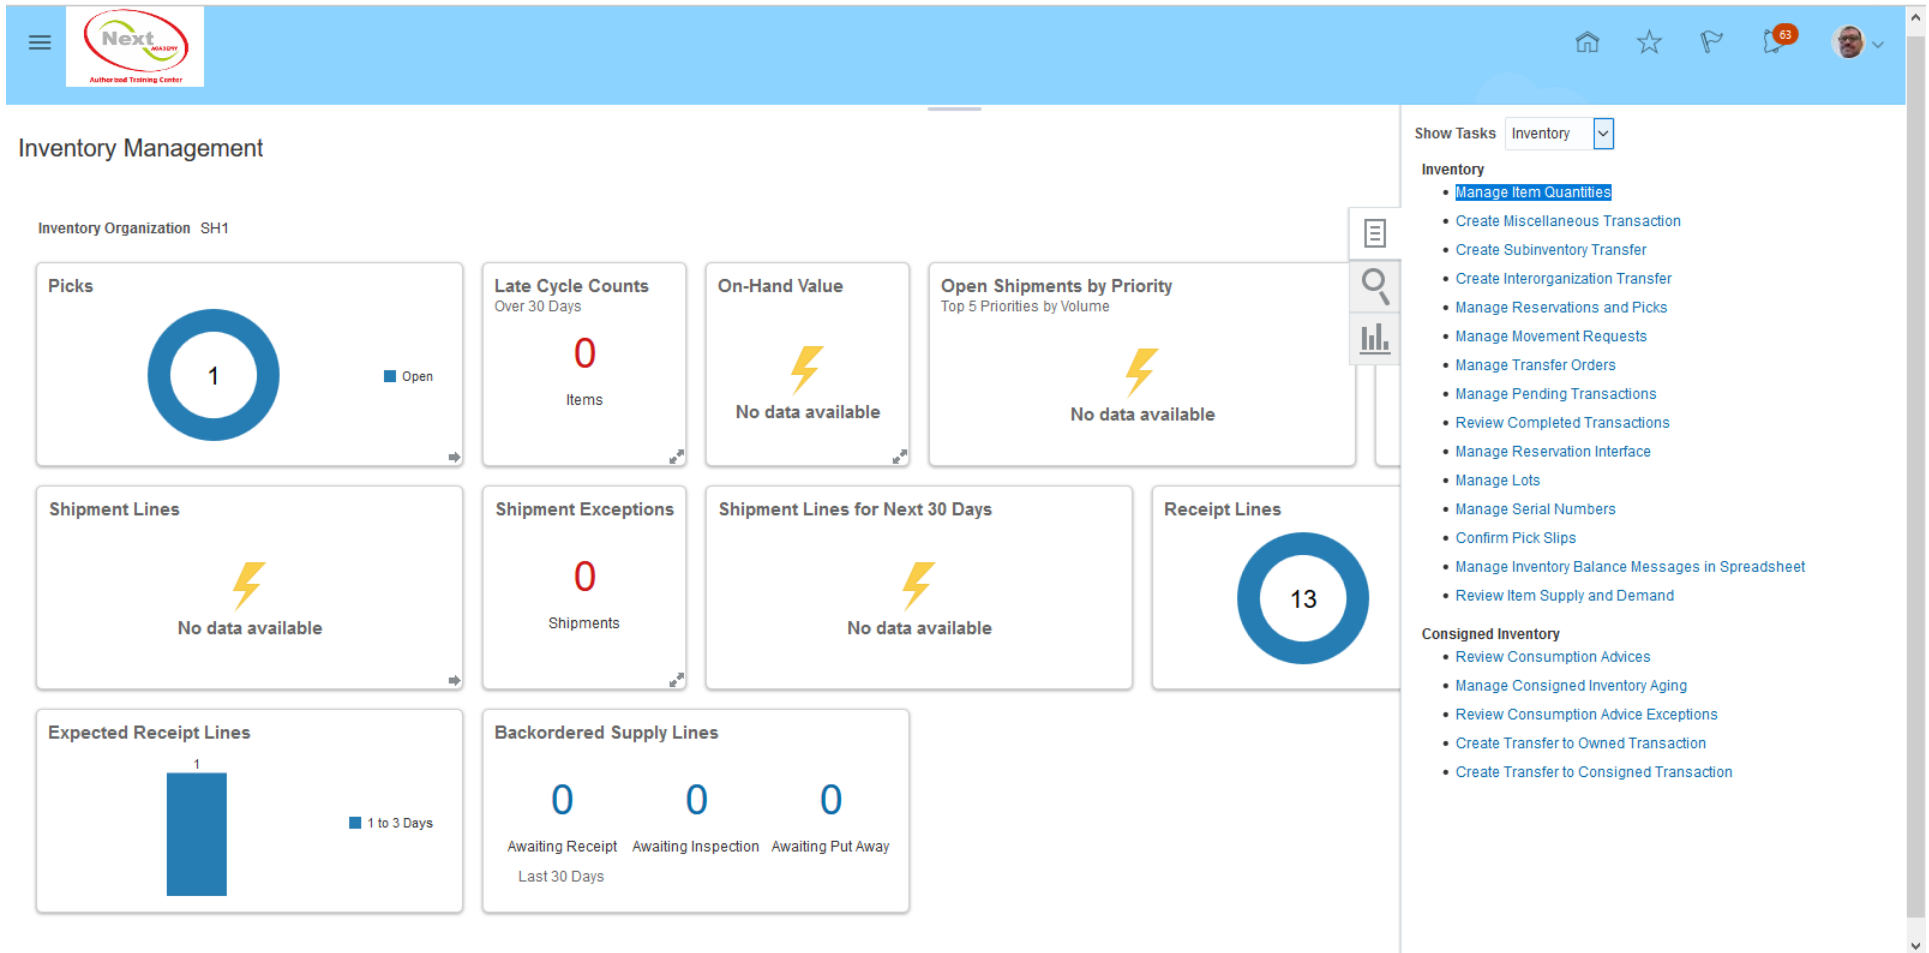 Next
ACADEMY
Authorized Training Center
63
Inventory Management
Inventory Organization SH1
Picks
1
Open
Late Cycle Counts
Over 30 Days
0
Items
On-Hand Value
No data available
Open Shipments by Priority
Top 5 Priorities by Volume
No data available
Shipment Lines
No data available
Shipment Exceptions
0
Shipments
Shipment Lines for Next 30 Days
No data available
Receipt Lines
13
Expected Receipt Lines
1
1 to 3 Days
Backordered Supply Lines
0 0 0
Awaiting Receipt Awaiting Inspection Awaiting Put Away
Last 30 Days
Show Tasks Inventory
Inventory
• Manage Item Quantities
• Create Miscellaneous Transaction
• Create Subinventory Transfer
• Create Interorganization Transfer
• Manage Reservations and Picks
• Manage Movement Requests
• Manage Transfer Orders
• Manage Pending Transactions
• Review Completed Transactions
• Manage Reservation Interface
• Manage Lots
• Manage Serial Numbers
• Confirm Pick Slips
• Manage Inventory Balance Messages in Spreadsheet
• Review Item Supply and Demand
Consigned Inventory
• Review Consumption Advices
• Manage Consigned Inventory Aging
• Review Consumption Advice Exceptions
• Create Transfer to Owned Transaction
• Create Transfer to Consigned Transaction